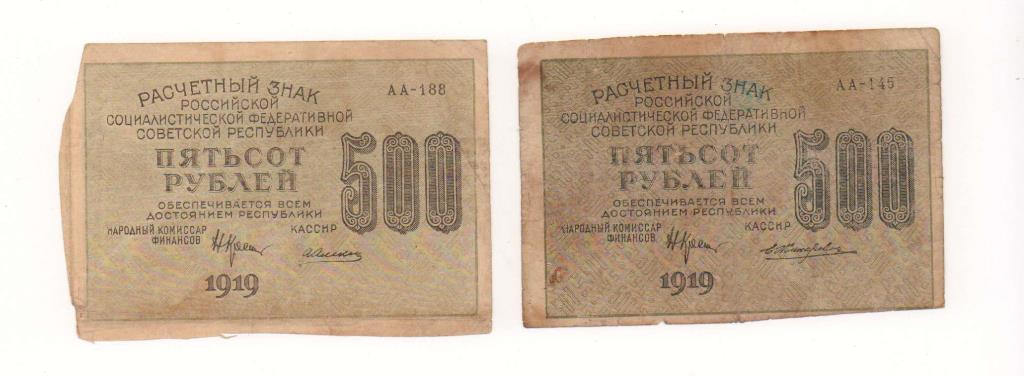 РАСЧЕТНЫЙ ЗНАК
РОССИЙСКОЙ
СОЦИАЛИСТИЧЕСКОЙ ФЕДЕРАТИВНОЙ
СОВЕТСКОЙ РЕСПУБЛИКИ
АА-188
ПЯТЬСОТ
РУБЛЕЙ
500
ОБЕСПЕЧИВАЕТСЯ ВСЕМ
ДОСТОЯНИЕМ РЕСПУБЛИКИ
НАРОДНЫЙ КОМИССАР
ФИНАНСОВ
КАССИР
1919
РАСЧЕТНЫЙ ЗНАК
РОССИЙСКОЙ
СОЦИАЛИСТИЧЕСКОЙ ФЕДЕРАТИВНОЙ
СОВЕТСКОЙ РЕСПУБЛИКИ
АА-145
ПЯТЬСОТ
РУБЛЕЙ
500
ОБЕСПЕЧИВАЕТСЯ ВСЕМ
ДОСТОЯНИЕМ РЕСПУБЛИКИ
НАРОДНЫЙ КОМИССАР
ФИНАНСОВ
КАССИР
1919